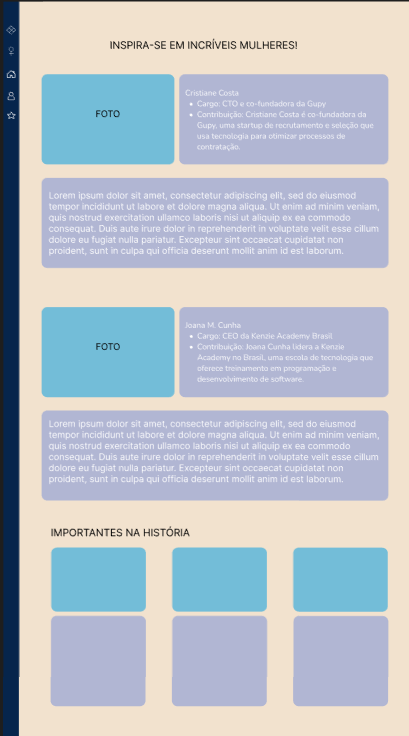 INSPIRA-SE EM INCRÍVEIS MULHERES!
FOTO
Cristiane Costa
• Cargo: CTO e co-fundadora da Gupy
• Contribuição: Cristiane Costa é co-fundadora da
Gupy, uma startup de recrutamento e seleção que
usa tecnologia para otimizar processos de
contratação.
Lorem ipsum dolor sit amet, consectetur adipiscing elit, sed do eiusmod
tempor incididunt ut labore et dolore magna aliqua. Ut enim ad minim veniam,
quis nostrud exercitation ullamco laboris nisi ut aliquip ex ea commodo
consequat. Duis aute irure dolor in reprehenderit in voluptate velit esse cillum
dolore eu fugiat nulla pariatur. Excepteur sint occaecat cupidatat non
proident, sunt in culpa qui officia deserunt mollit anim id est laborum.
FOTO
Joana M. Cunha
• Cargo: CEO da Kenzie Academy Brasil
• Contribuição: Joana Cunha lidera a Kenzie
Academy no Brasil, uma escola de tecnologia que
oferece treinamento em programação e
desenvolvimento de software.
Lorem ipsum dolor sit amet, consectetur adipiscing elit, sed do eiusmod
tempor incididunt ut labore et dolore magna aliqua. Ut enim ad minim veniam,
quis nostrud exercitation ullamco laboris nisi ut aliquip ex ea commodo
consequat. Duis aute irure dolor in reprehenderit in voluptate velit esse cillum
dolore eu fugiat nulla pariatur. Excepteur sint occaecat cupidatat non
proident, sunt in culpa qui officia deserunt mollit anim id est laborum.
IMPORTANTES NA HISTÓRIA